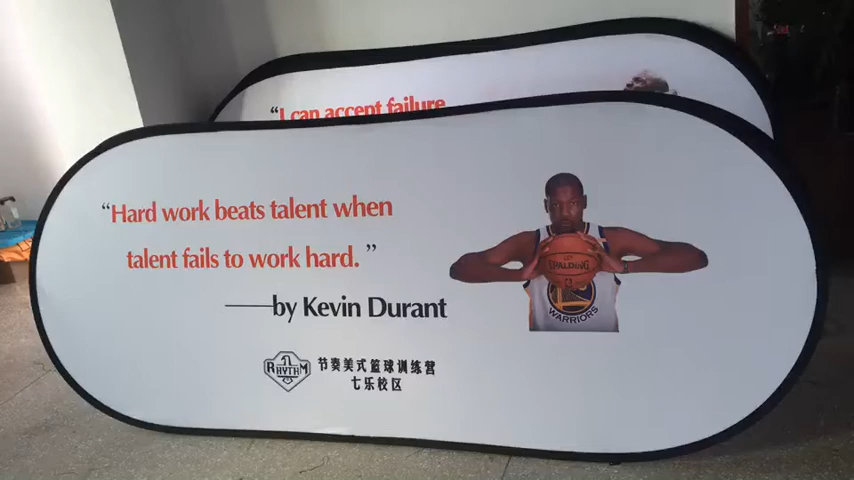 “I can accept failure
“Hard work beats talent when
talent fails to work hard. ”
——by Kevin Durant
SPALDING
WARRIORS
RHYTHM
节奏美式篮球训练营
七乐校区